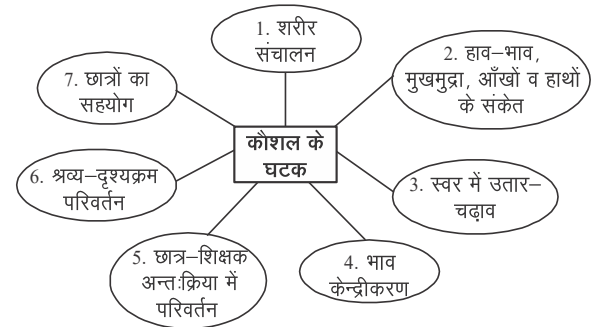 कौशल के
घटक
1. शरीर
संचालन
2. हाव–भाव,
मुखमुद्रा, आँखों व हाथों
के संकेत
3. स्वर में उतार–
चढ़ाव
4. भाव
केन्द्रीकरण
5. छात्र–शिक्षक
अन्तःक्रिया में
परिवर्तन
6. श्रव्य–दृश्यक्रम
परिवर्तन
7. छात्रों का
सहयोग